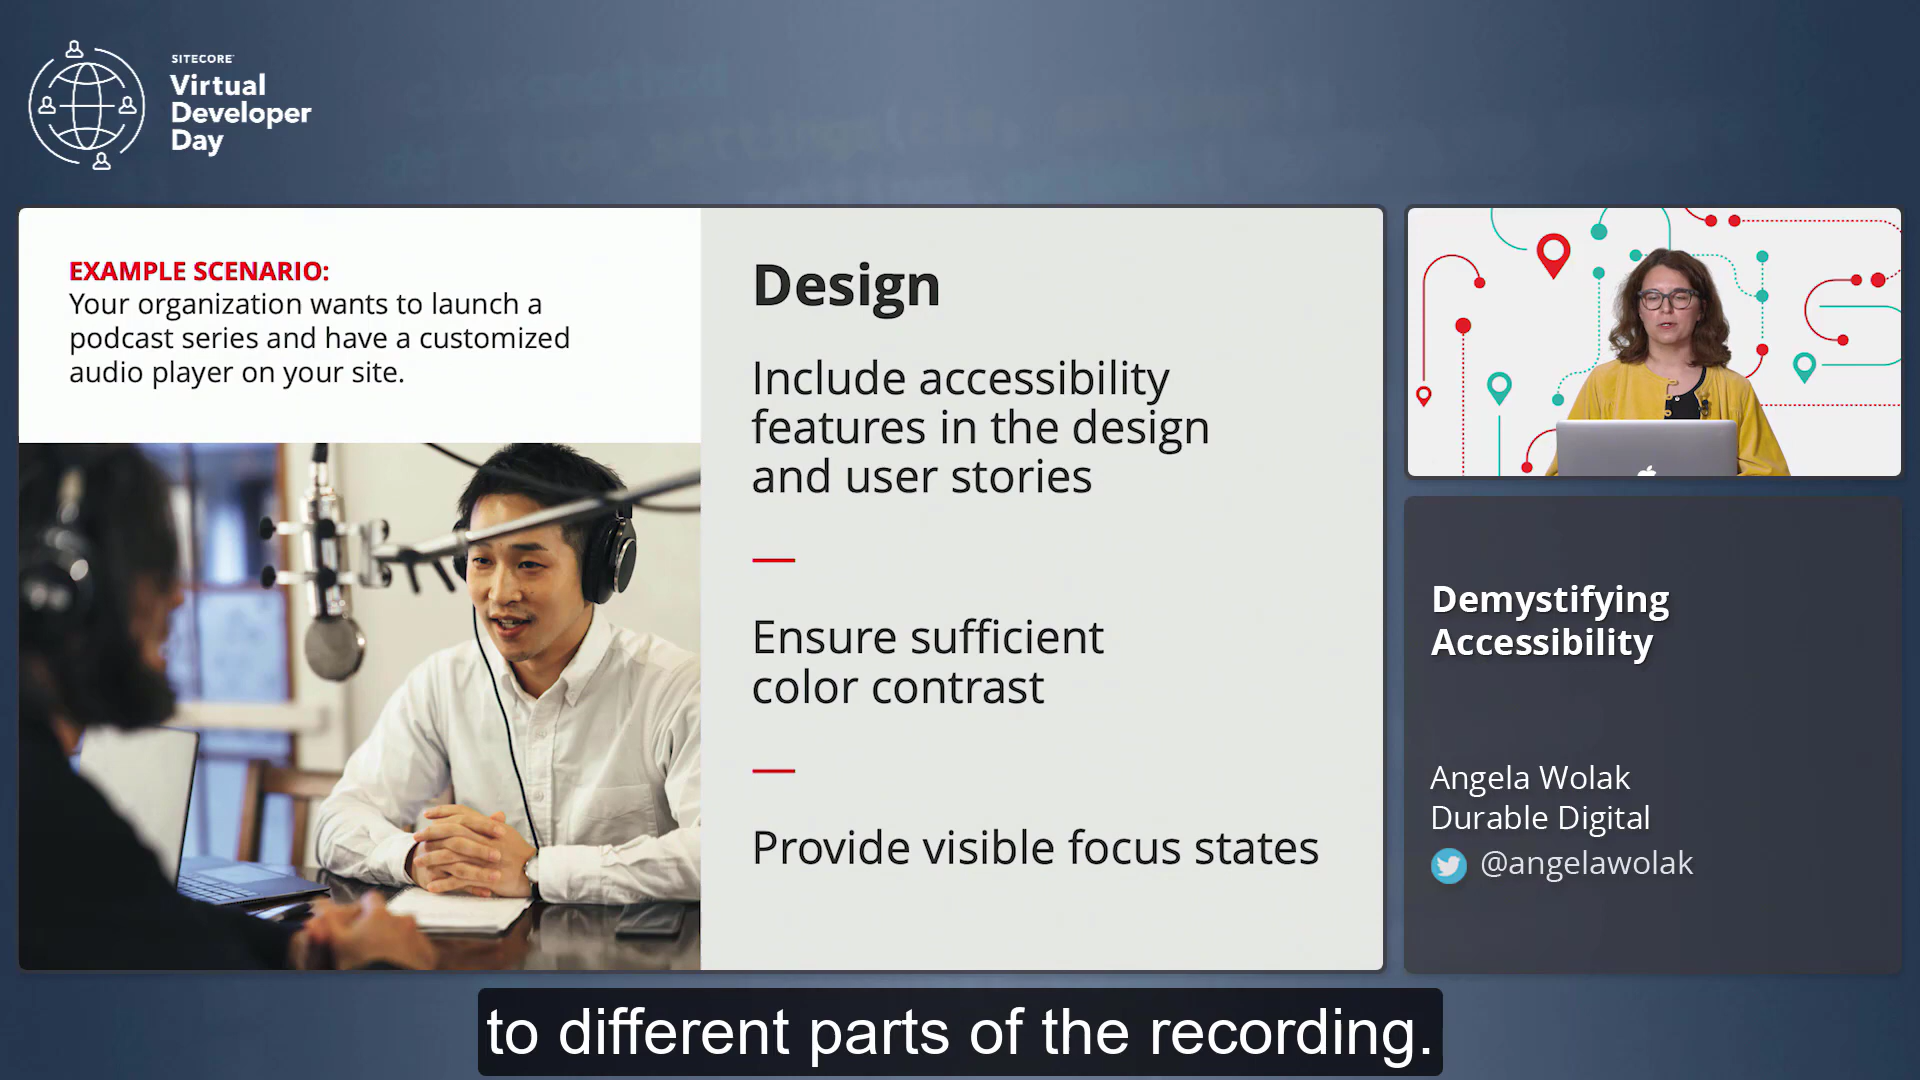 SITECORE
Virtual
Developer
Day
EXAMPLE SCENARIO:
Your organization wants to launch a
podcast series and have a customized
audio player on your site.
Design
Include accessibility
features in the design
and user stories
Ensure sufficient
color contrast
Provide visible focus states
Demystifying
Accessibility
Angela Wolak
Durable Digital
@angelawolak
to different parts of the recording.